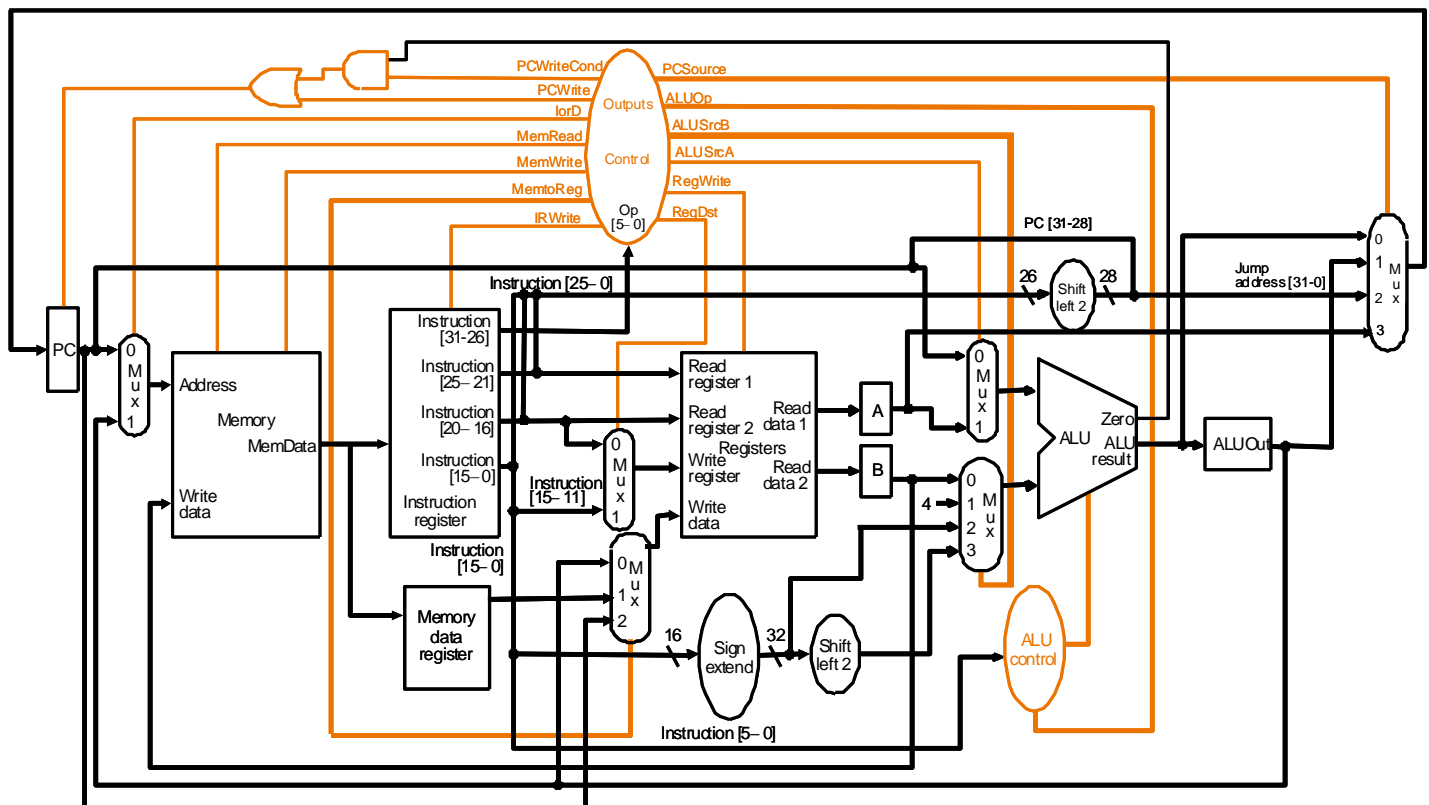 PCWriteCond
PCSource
PCWrite
Outputs
ALUOp
IorD
ALUSrcB
MemRead
ALUSrcA
MemWrite
Control
RegWrite
MemtoReg
RegDst
IRWrite
Op
[5–0]
PC [31-28]
Instruction [25–0]
26
Shift
left 2
28
Jump
address [31-0]
0
1
2
3
M
u
x
PC
0
M
u
x
1
Address
Memory
MemData
Write
data
Instruction
[31-26]
Instruction
[25–21]
Instruction
[20–16]
Instruction
[15–0]
Instruction
register
Instruction
[15–11]
0
M
u
x
1
Read
register 1
Read
register 2
Registers
Write
register
Write
data
Read
data 1
Read
data 2
A
B
0
M
u
x
1
4
0
1
2
3
M
u
x
ALU
Zero
ALU
result
ALUOut
Instruction
[15–0]
Memory
data
register
0
1
2
M
u
x
16
Sign
extend
32
Shift
left 2
ALU
control
Instruction [5–0]